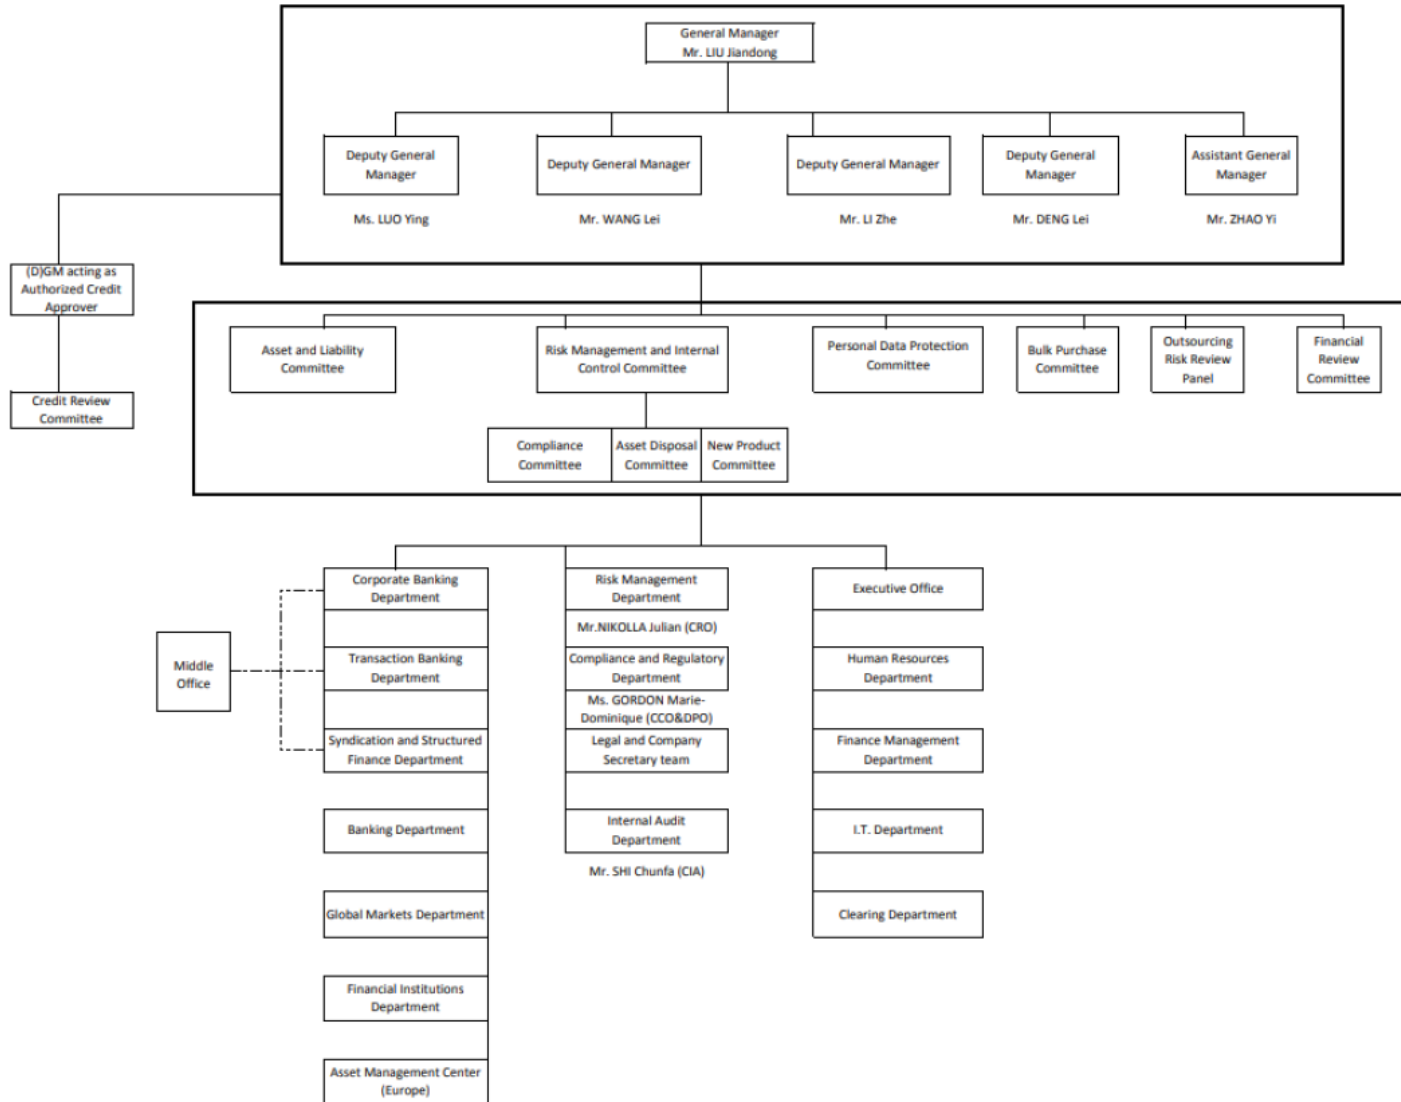 General Manager
Mr. LIU Jiandong
Deputy General
Manager
Deputy General Manager
Deputy General Manager
Deputy General
Manager
Assistant General
Manager
Ms. LUO Ying
Mr. WANG Lei
Mr. LI Zhe
Mr. DENG Lei
Mr. ZHAO Yi
(D)GM acting as
Authorized Credit
Approver
Credit Review
Committee
Asset and Liability
Committee
Risk Management and Internal
Control Committee
Personal Data Protection
Committee
Bulk Purchase
Committee
Outsourcing
Risk Review
Panel
Financial
Review
Committee
Compliance
Committee
Asset Disposal
Committee
New Product
Committee
Middle
Office
Corporate Banking
Department
Transaction Banking
Department
Syndication and Structured
Finance Department
Banking Department
Global Markets Department
Financial Institutions
Department
Asset Management Center
(Europe)
Risk Management
Department
Mr.NIKOLLA Julian (CRO)
Compliance and Regulatory
Department
Ms. GORDON Marie-
Dominique (CCO&DPO)
Legal and Company
Secretary team
Internal Audit
Department
Mr. SHI Chunfa (CIA)
Executive Office
Human Resources
Department
Finance Management
Department
I.T. Department
Clearing Department